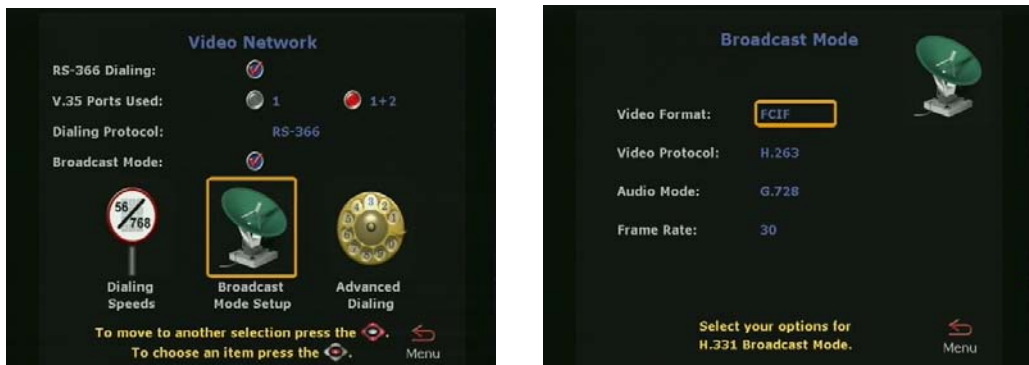 Video Network
RS-366 Dialing:
V.35 Ports Used: 1 1+2
Dialing Protocol: RS-366
Broadcast Mode:
56/768
Dialing Speeds
Broadcast Mode Setup
Advanced Dialing
To move to another selection press the .
To choose an item press the .
Menu
Broadcast Mode
Video Format: FCIF
Video Protocol: H.263
Audio Mode: G.728
Frame Rate: 30
Select your options for
H.331 Broadcast Mode.
Menu